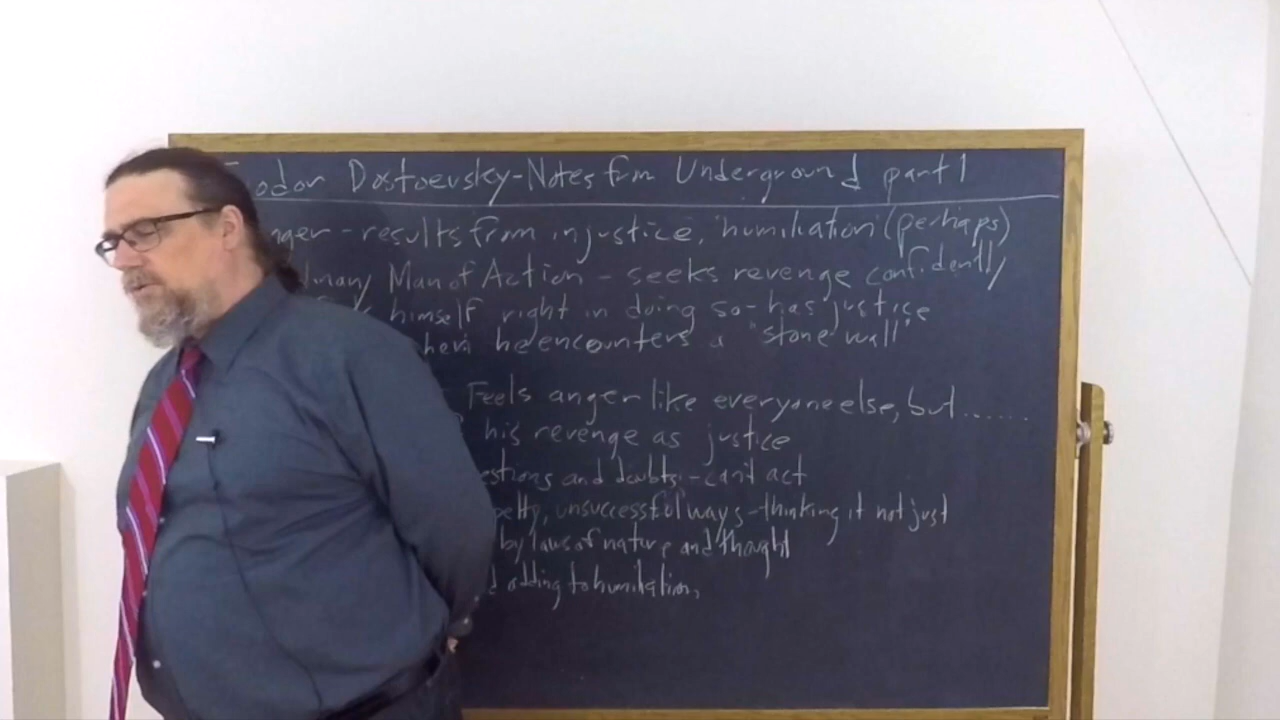 odor Dostoevsky-Notes from Underground part 1
nger - results from injustice, humiliation (perhaps)
inary Man of Action - seeks revenge confidently
himself right in doing so - has justice
he encounters a "stone wall"
Feels anger like everyone else, but......
his revenge as justice
estions and doubts - can't act
petty, unsuccessful ways - thinking it not just
by laws of nature and thought
adding to humiliation,